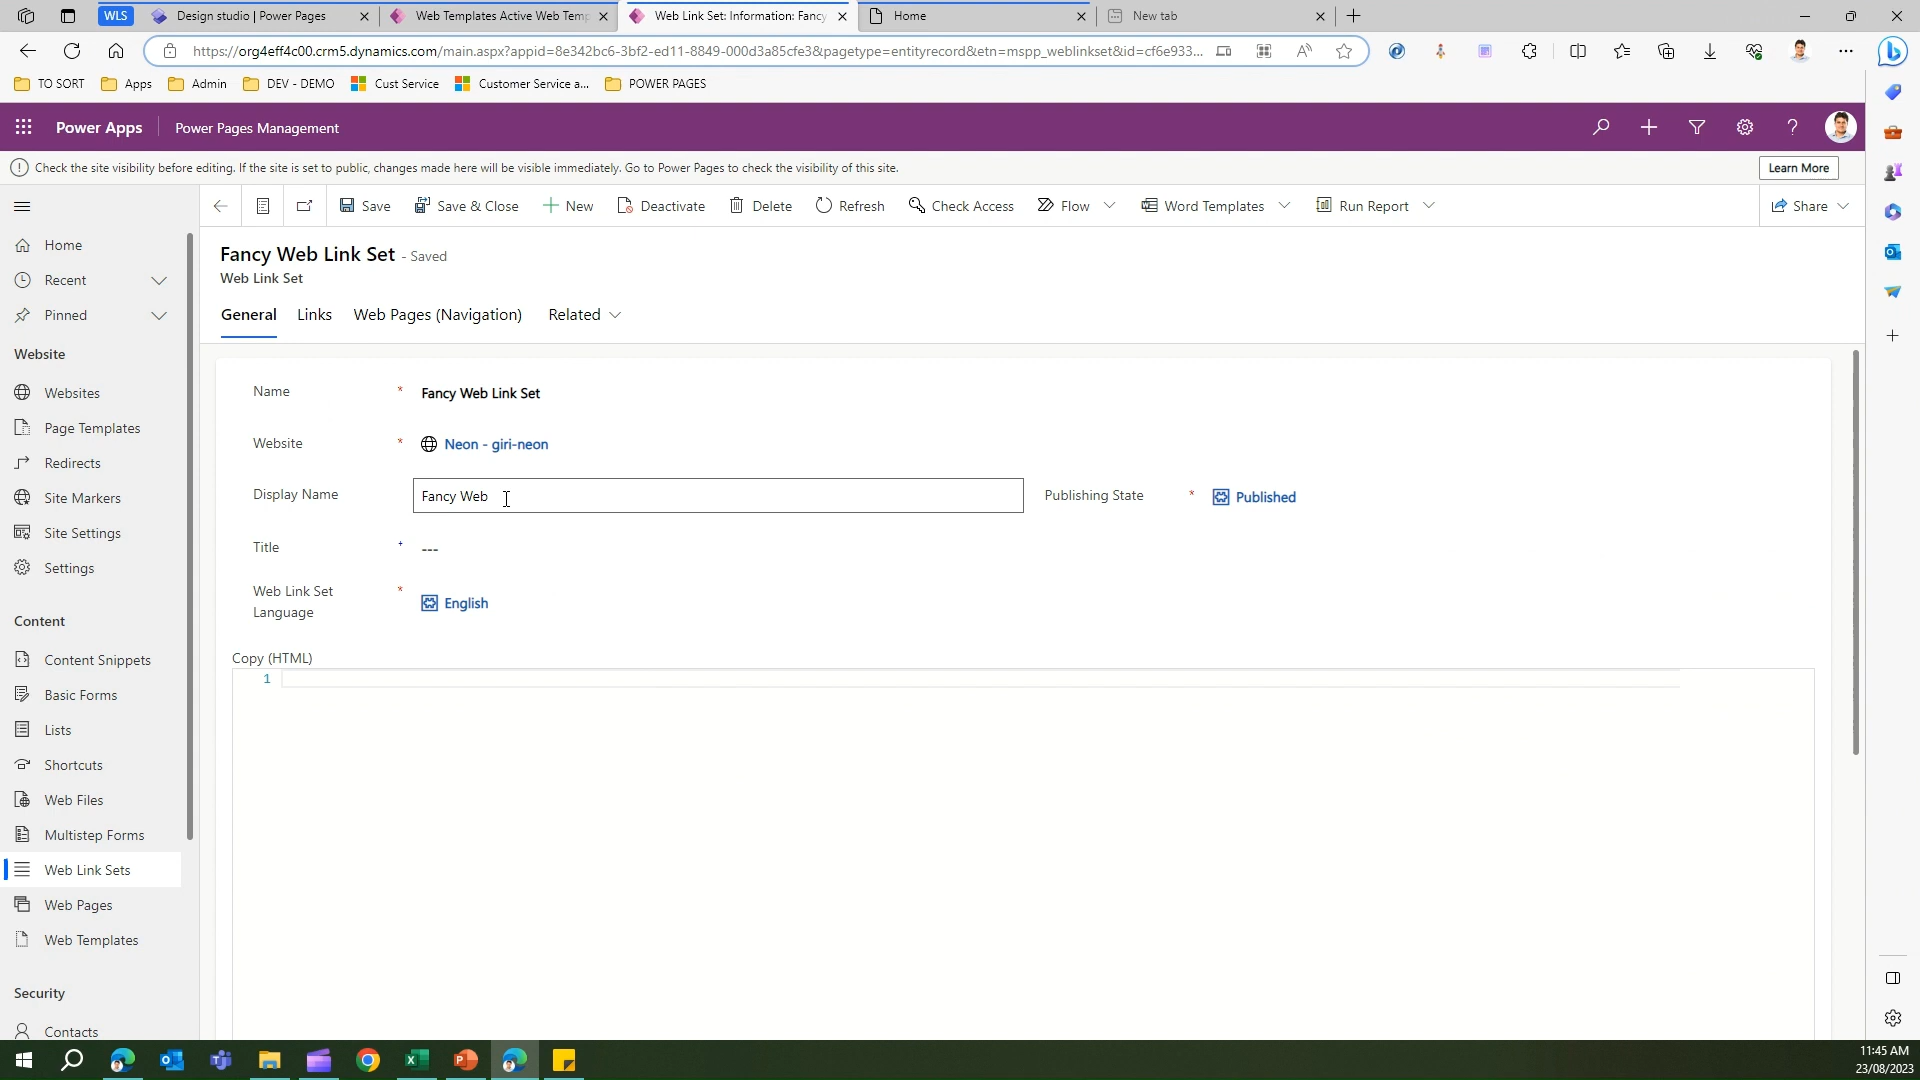 WLS
Design studio | Power Pages
Web Templates Active Web Temp
Web Link Set: Information: Fancy
Home
New tab
https://org4eff4c00.crm5.dynamics.com/main.aspx?appid=8e342bc6-3bf2-ed11-8849-000d3a85cfe3&pagetype=entityrecord&etn=mspp_weblinkset&id=cf6e933...
TO SORT
Apps
Admin
DEV - DEMO
Cust Service
Customer Service a...
POWER PAGES
Power Apps
Power Pages Management
Check the site visibility before editing. If the site is set to public, changes made here will be visible immediately. Go to Power Pages to check the visibility of this site.
Learn More
Save
Save & Close
New
Deactivate
Delete
Refresh
Check Access
Flow
Word Templates
Run Report
Share
Home
Recent
Pinned
Website
Websites
Page Templates
Redirects
Site Markers
Site Settings
Settings
Content
Content Snippets
Basic Forms
Lists
Shortcuts
Web Files
Multistep Forms
Web Link Sets
Web Pages
Web Templates
Security
Contacts
Fancy Web Link Set - Saved
Web Link Set
General
Links
Web Pages (Navigation)
Related
Name * Fancy Web Link Set
Website * Neon - giri-neon
Display Name Fancy Web
Publishing State * Published
Title + ---
Web Link Set
Language * English
Copy (HTML)
1
11:45 AM
23/08/2023